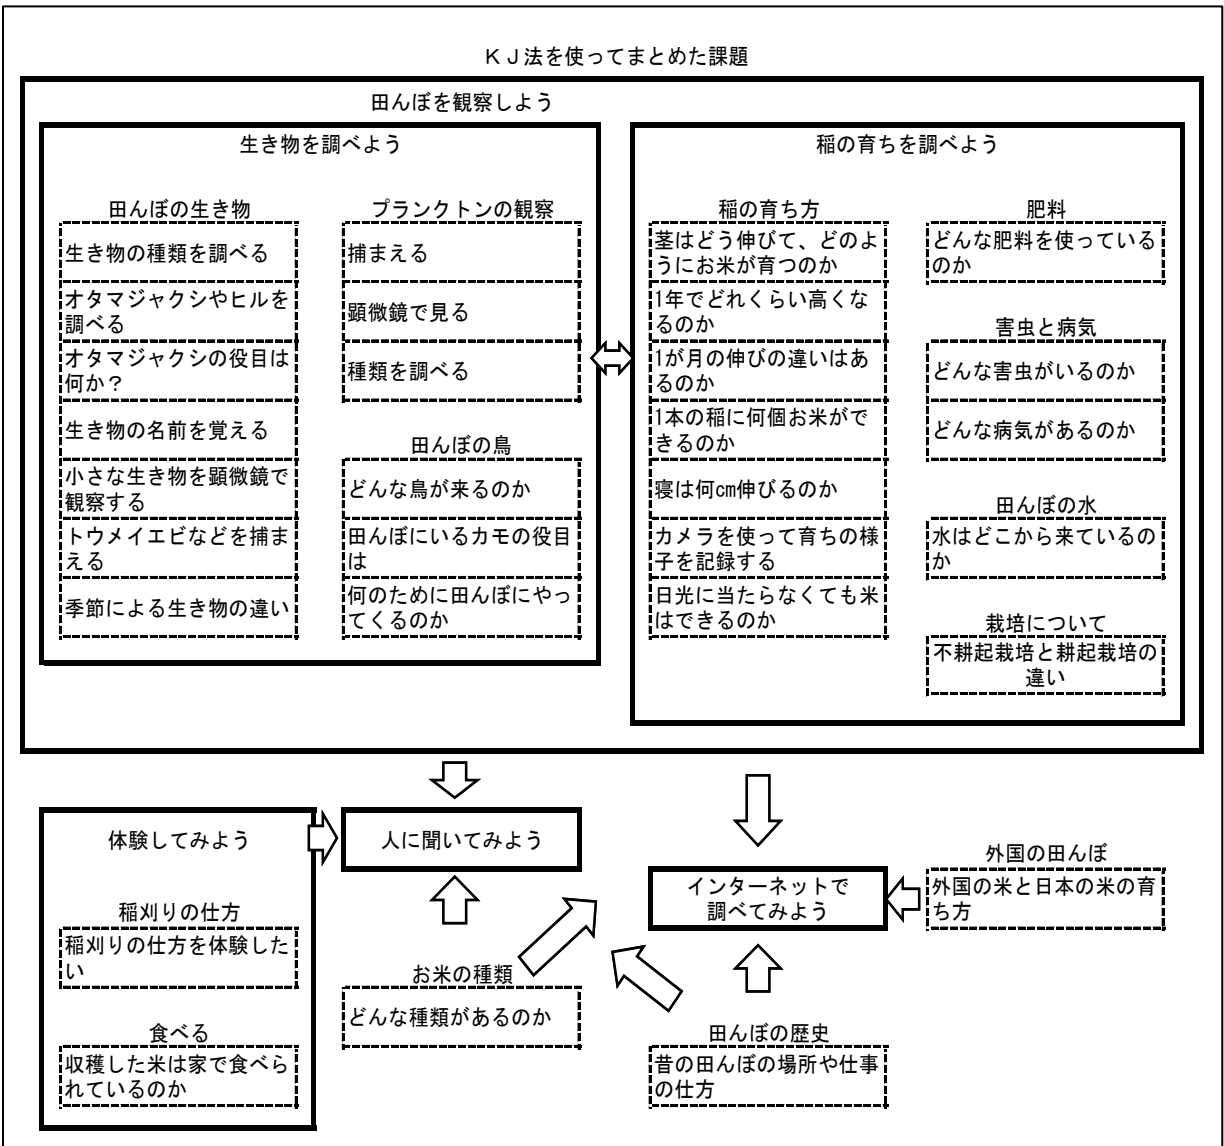 KJ法を使ってまとめた課題
田んぼを観察しよう
生き物を調べよう
田んぼの生き物
生き物の種類を調べる
オタマジャクシやヒルを
調べる
オタマジャクシの役目は
何か？
生き物の名前を覚える
小さな生き物を顕微鏡で
観察する
トウメイエビなどを捕ま
える
季節による生き物の違い
プランクトンの観察
捕まえる
顕微鏡で見る
種類を調べる
田んぼの鳥
どんな鳥が来るのか
田んぼにいるカモの役目
は
何のために田んぼにやっ
てくるのか
稲の育ちを調べよう
稲の育ち方
茎はどう伸びて、どのよ
うにお米が育つのか
1年でどれくらい高くな
るのか
1が月の伸びの違いはあ
るのか
1本の稲に何個お米がで
きるのか
寝は何㎝伸びるのか
カメラを使って育ちの様
子を記録する
日光に当たらなくても米
はできるのか
肥料
どんな肥料を使っている
のか
害虫と病気
どんな害虫がいるのか
どんな病気があるのか
田んぼの水
水はどこから来ているの
か
栽培について
不耕起栽培と耕起栽培の
違い
体験してみよう
稲刈りの仕方
稲刈りの仕方を体験した
い
食べる
収穫した米は家で食べら
れているのか
人に聞いてみよう
お米の種類
どんな種類があるのか
インターネットで
調べてみよう
田んぼの歴史
昔の田んぼの場所や仕事
の仕方
外国の田んぼ
外国の米と日本の米の育
ち方